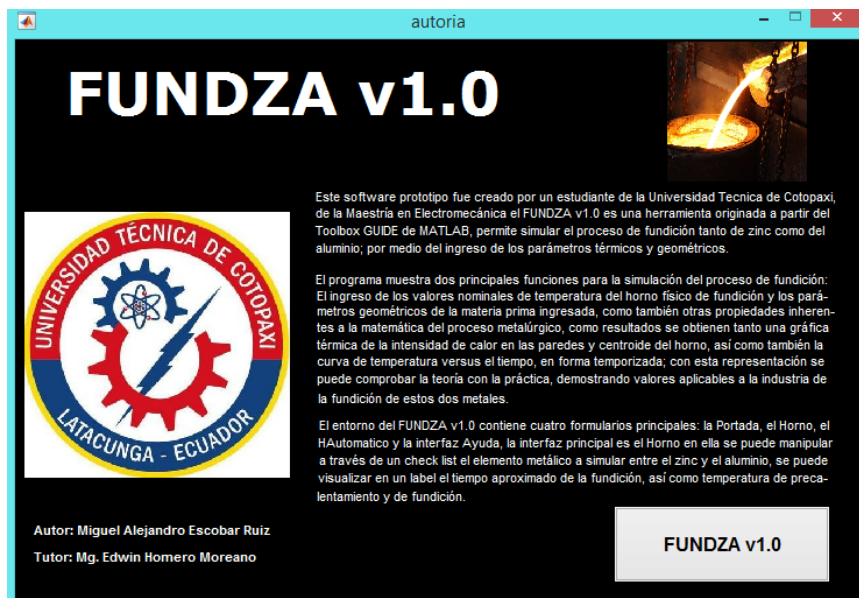 autoria
FUNDZA v1.0
Este software prototipo fue creado por un estudiante de la Universidad Tecnica de Cotopaxi,
de la Maestría en Electromecánica el FUNDZA v1.0 es una herramienta originada a partir del
Toolbox GUIDE de MATLAB, permite simular el proceso de fundición tanto de zinc como del
aluminio; por medio del ingreso de los parámetros térmicos y geométricos.
El programa muestra dos principales funciones para la simulación del proceso de fundición:
El ingreso de los valores nominales de temperatura del horno físico de fundición y los pará-
metros geométricos de la materia prima ingresada, como también otras propiedades inheren-
tes a la matemática del proceso metalúrgico, como resultados se obtienen tanto una gráfica
térmica de la intensidad de calor en las paredes y centroide del horno, así como también la
curva de temperatura versus el tiempo, en forma temporizada; con esta representación se
puede comprobar la teoría con la práctica, demostrando valores aplicables a la industria de
la fundición de estos dos metales.
El entorno del FUNDZA v1.0 contiene cuatro formularios principales: la Portada, el Horno, el
HAutomatico y la interfaz Ayuda, la interfaz principal es el Horno en ella se puede manipular
a través de un check list el elemento metálico a simular entre el zinc y el aluminio, se puede
visualizar en un label el tiempo aproximado de la fundición, así como temperatura de preca-
lentamiento y de fundición.
UNIVERSIDAD TÉCNICA DE COTOPAXI
LATACUNGA - ECUADOR
Autor: Miguel Alejandro Escobar Ruiz
Tutor: Mg. Edwin Homero Moreano
FUNDZA v1.0